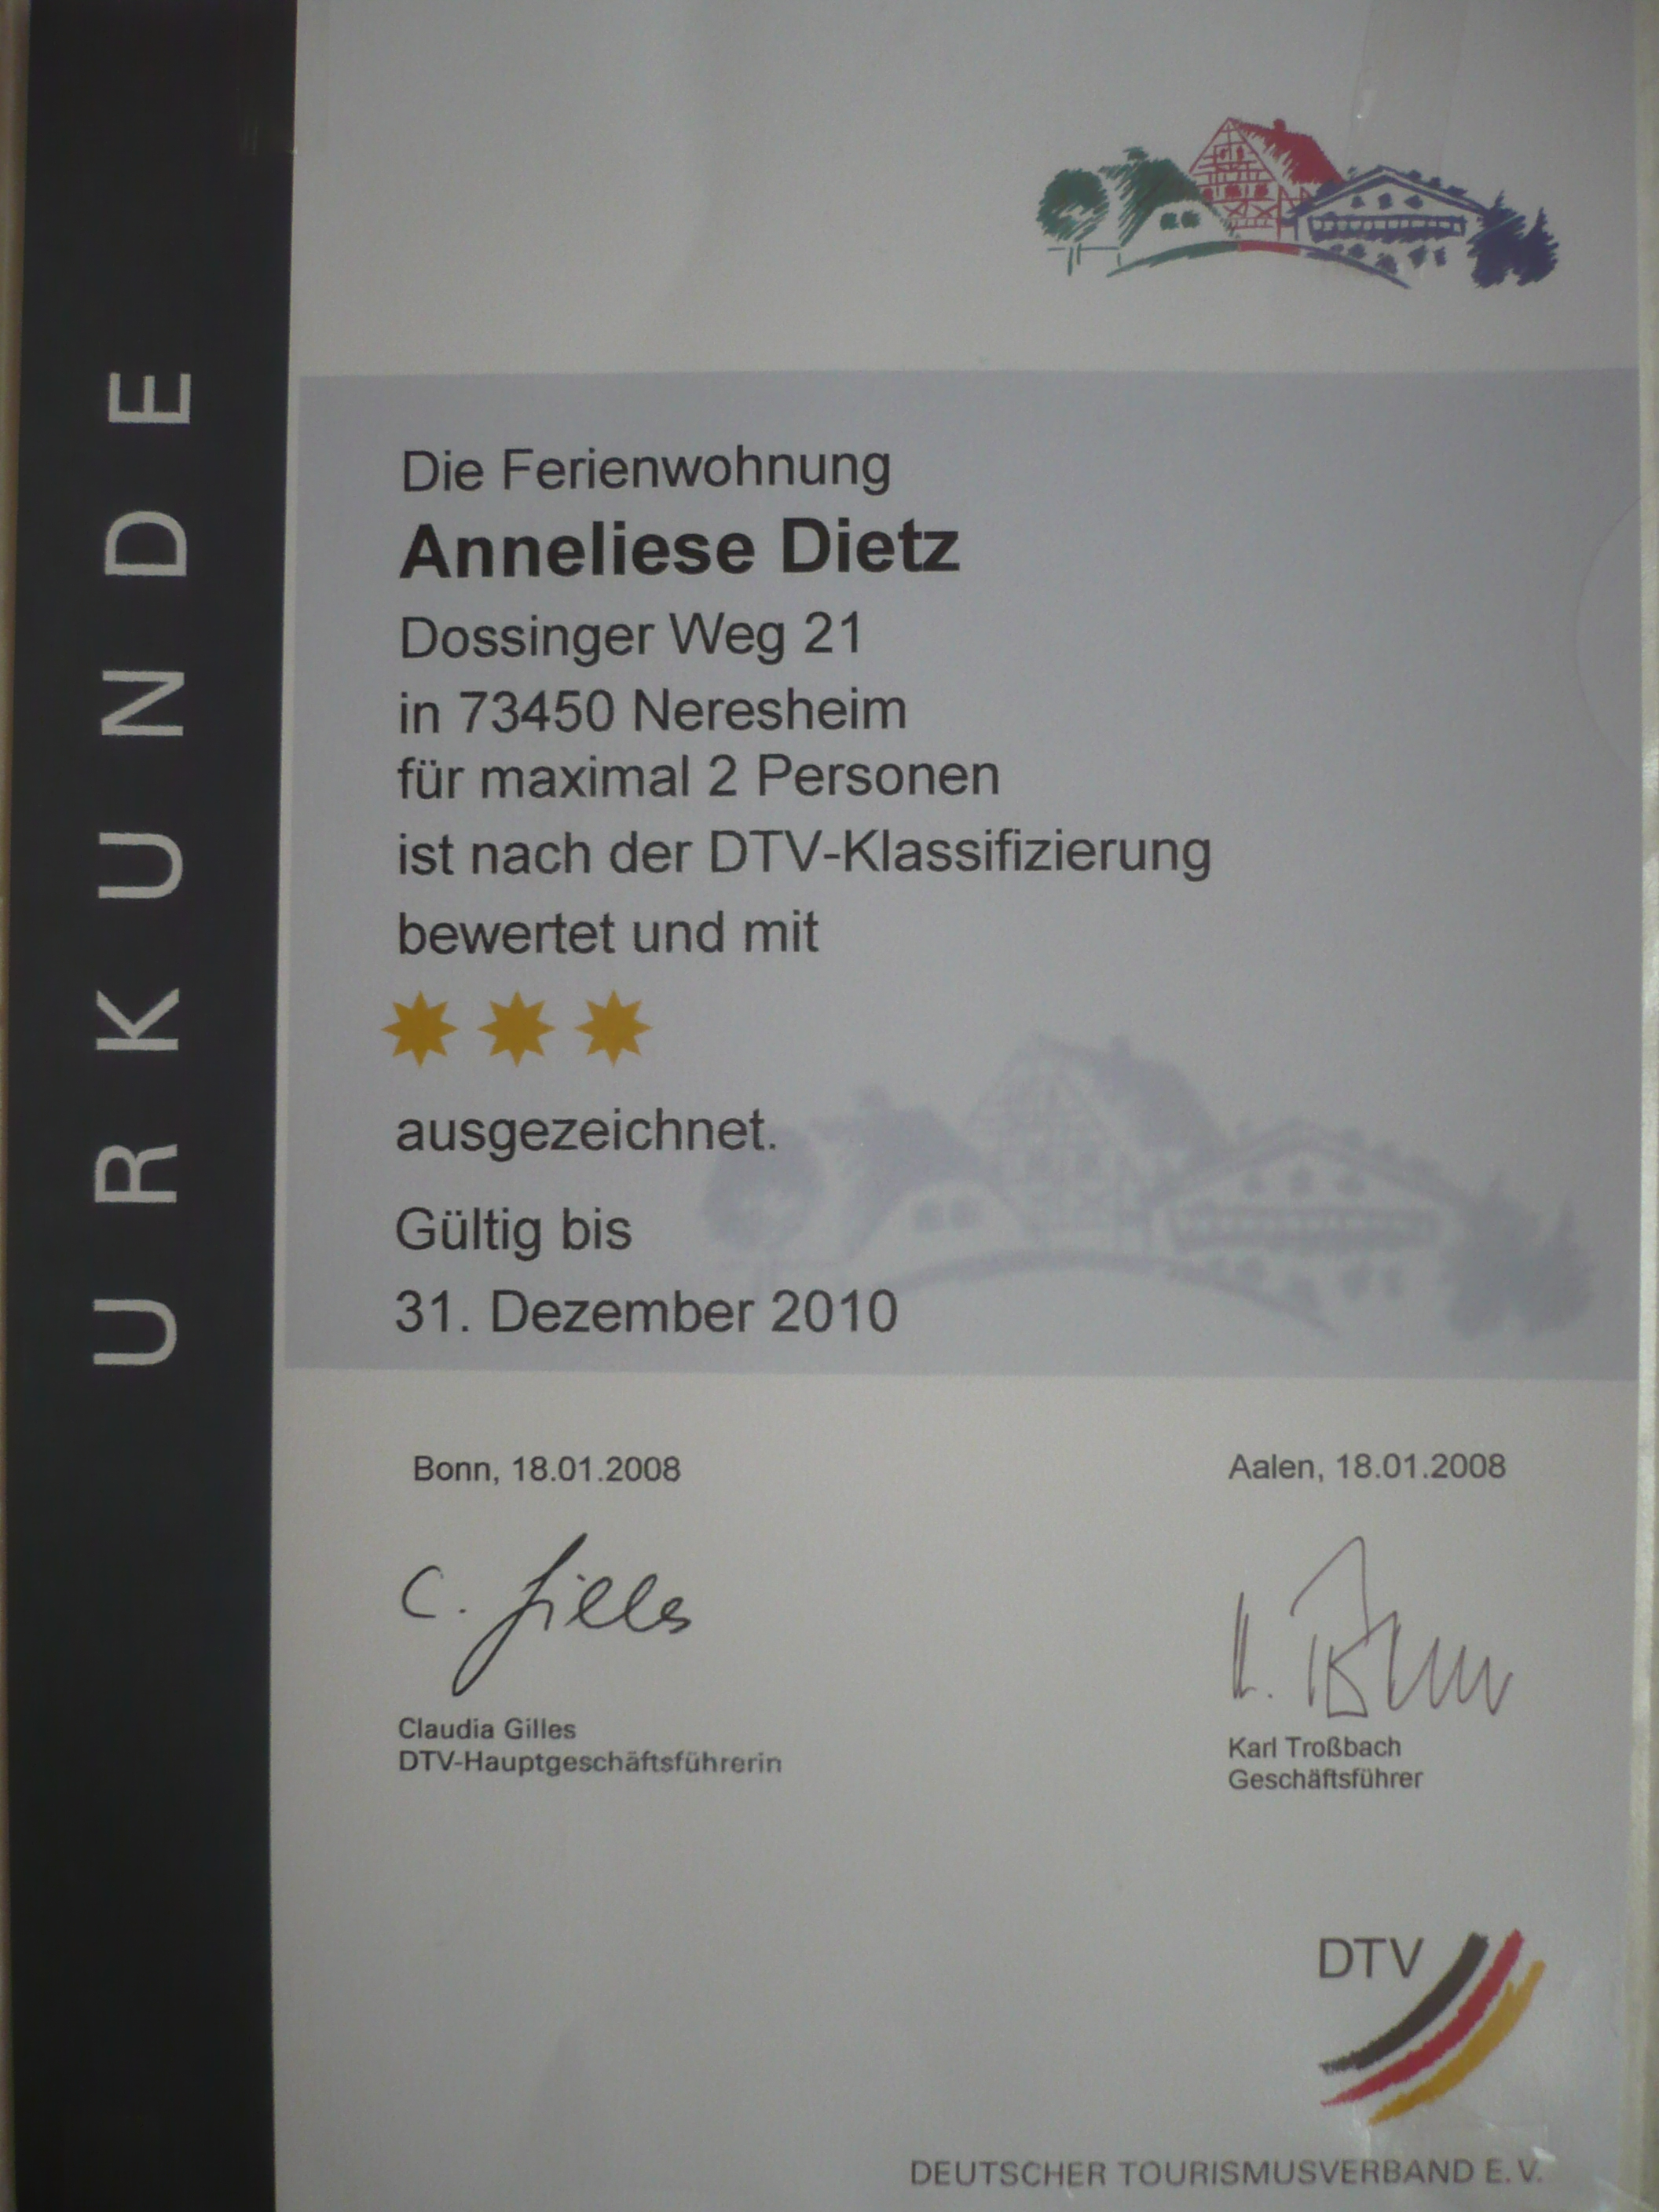 URKUNDE
Die Ferienwohnung
Anneliese Dietz
Dossinger Weg 21
in 73450 Neresheim
für maximal 2 Personen
ist nach der DTV-Klassifizierung
bewertet und mit
ausgezeichnet.
Gültig bis
31. Dezember 2010
Bonn, 18.01.2008
C. Gilles
Claudia Gilles
DTV-Hauptgeschäftsführerin
Aalen, 18.01.2008
Karl Troßbach
Geschäftsführer
DTV
DEUTSCHER TOURISMUSVERBAND E.V.